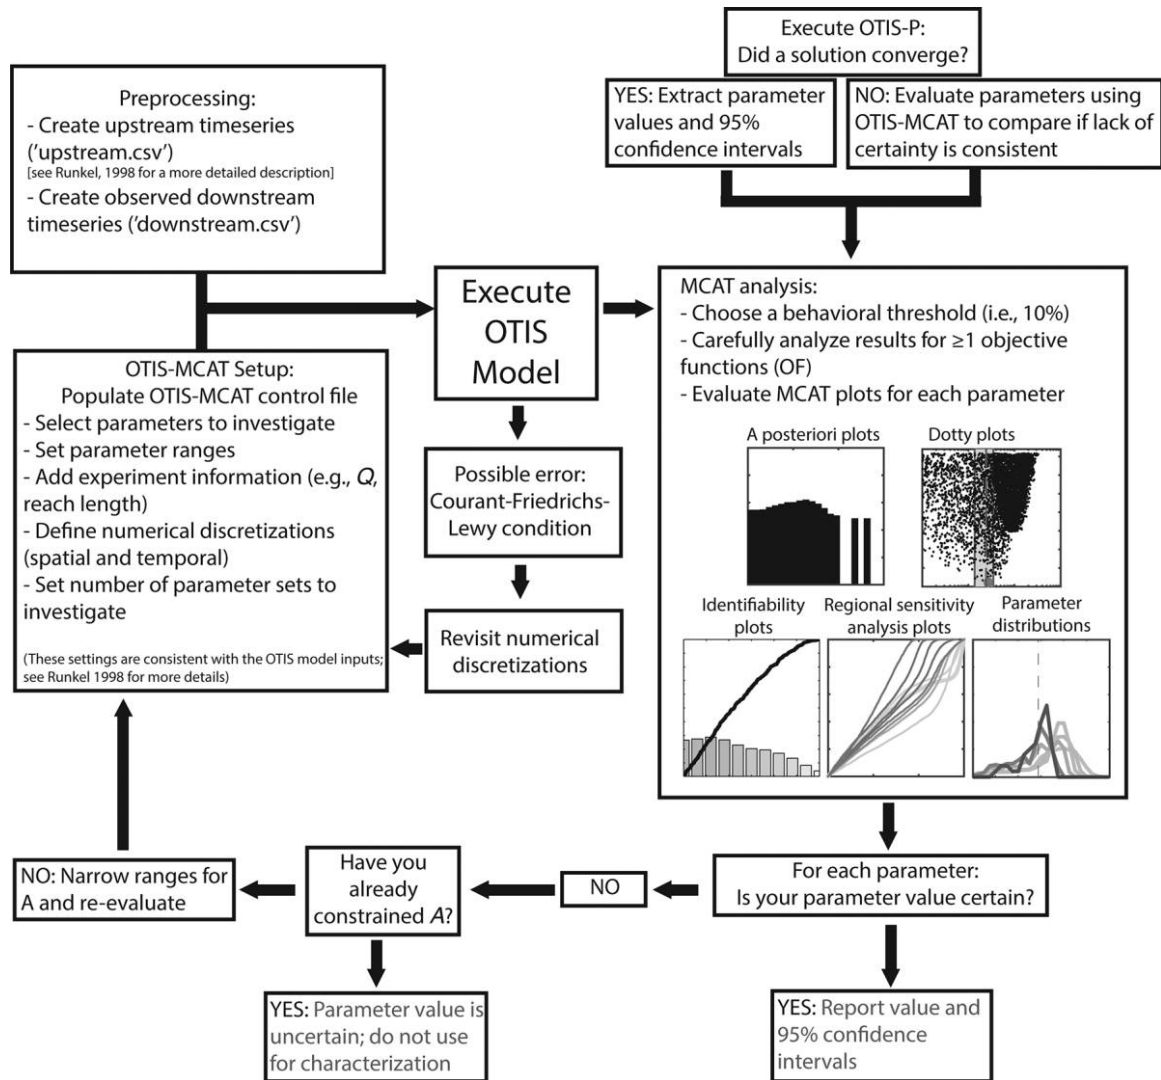 Execute OTIS-P:
Did a solution converge?
YES: Extract parameter
values and 95%
confidence intervals
NO: Evaluate parameters using
OTIS-MCAT to compare if lack of
certainty is consistent
Preprocessing:
- Create upstream timeseries
('upstream.csv')
[see Runkel, 1998 for a more detailed description]
- Create observed downstream
timeseries ('downstream.csv')
Execute
OTIS
Model
OTIS-MCAT Setup:
Populate OTIS-MCAT control file
- Select parameters to investigate
- Set parameter ranges
- Add experiment information (e.g., Q,
reach length)
- Define numerical discretizations
(spatial and temporal)
- Set number of parameter sets to
investigate
(These settings are consistent with the OTIS model inputs;
see Runkel 1998 for more details)
Possible error:
Courant-Friedrichs-
Lewy condition
Revisit numerical
discretizations
MCAT analysis:
- Choose a behavioral threshold (i.e., 10%)
- Carefully analyze results for ≥1 objective
functions (OF)
- Evaluate MCAT plots for each parameter
A posteriori plots
Dotty plots
Identifiability
plots
Regional sensitivity
analysis plots
Parameter
distributions
For each parameter:
Is your parameter value certain?
NO
Have you
already
constrained A?
NO: Narrow ranges for
A and re-evaluate
YES: Parameter value is
uncertain; do not use
for characterization
YES: Report value and
95% confidence
intervals